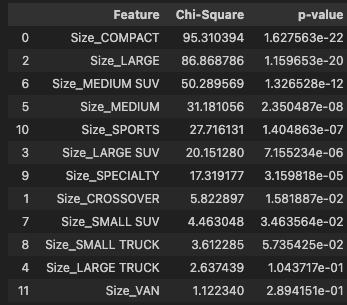 Feature Chi-Square p-value
0 Size_COMPACT 95.310394 1.627563e-22
2 Size_LARGE 86.868786 1.159653e-20
6 Size_MEDIUM SUV 50.289569 1.326528e-12
5 Size_MEDIUM 31.181056 2.350487e-08
10 Size_SPORTS 27.716131 1.404863e-07
3 Size_LARGE SUV 20.151280 7.155234e-06
9 Size_SPECIALTY 17.319177 3.159818e-05
1 Size_CROSSOVER 5.822897 1.581887e-02
7 Size_SMALL SUV 4.463048 3.463564e-02
8 Size_SMALL TRUCK 3.612285 5.735425e-02
4 Size_LARGE TRUCK 2.637439 1.043717e-01
11 Size_VAN 1.122340 2.894151e-01